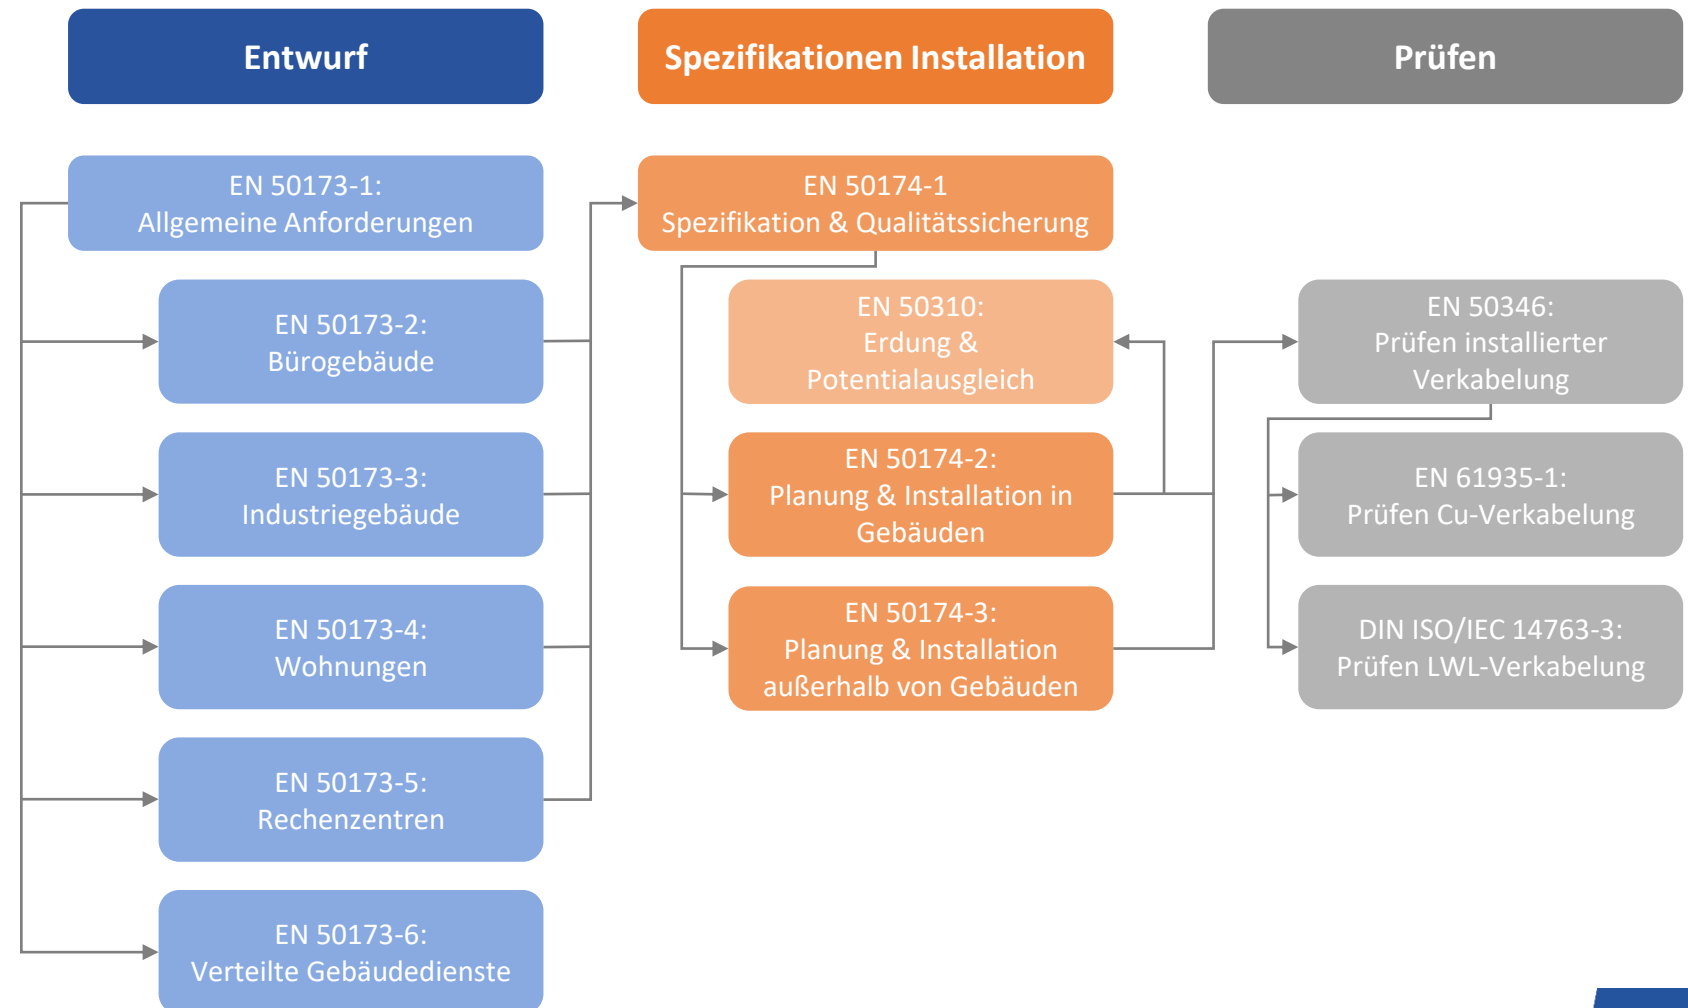 Entwurf
Spezifikationen Installation
Prüfen
EN 50173-1:
Allgemeine Anforderungen
EN 50173-2:
Bürogebäude
EN 50173-3:
Industriegebäude
EN 50173-4:
Wohnungen
EN 50173-5:
Rechenzentren
EN 50173-6:
Verteilte Gebäudedienste
EN 50174-1
Spezifikation & Qualitätssicherung
EN 50310:
Erdung &
Potentialausgleich
EN 50174-2:
Planung & Installation in
Gebäuden
EN 50174-3:
Planung & Installation
außerhalb von Gebäuden
EN 50346:
Prüfen installierter
Verkabelung
EN 61935-1:
Prüfen Cu-Verkabelung
DIN ISO/IEC 14763-3:
Prüfen LWL-Verkabelung